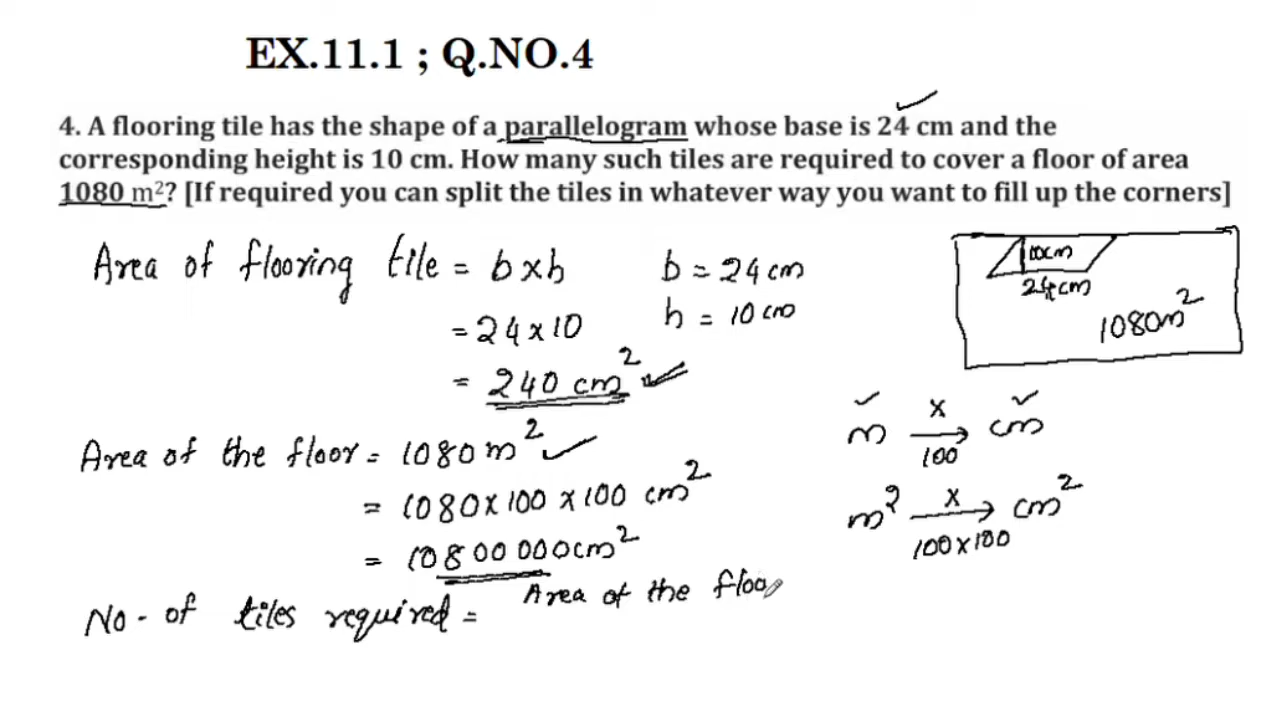 EX.11.1 ; Q.NO.4
4. A flooring tile has the shape of a parallelogram whose base is 24 cm and the
corresponding height is 10 cm. How many such tiles are required to cover a floor of area
1080 m²? [If required you can split the tiles in whatever way you want to fill up the corners]
Area of flooring tile = b×h
b = 24 cm
= 24×10
h = 10 cm
= 240 cm²
10cm
24cm
1080m²
Area of the floor = 1080 m²
= 1080×100×100 cm²
= 10800000cm²
m × 100 → cm
m² × 100×100 → cm²
No. of tiles required = Area of the floo